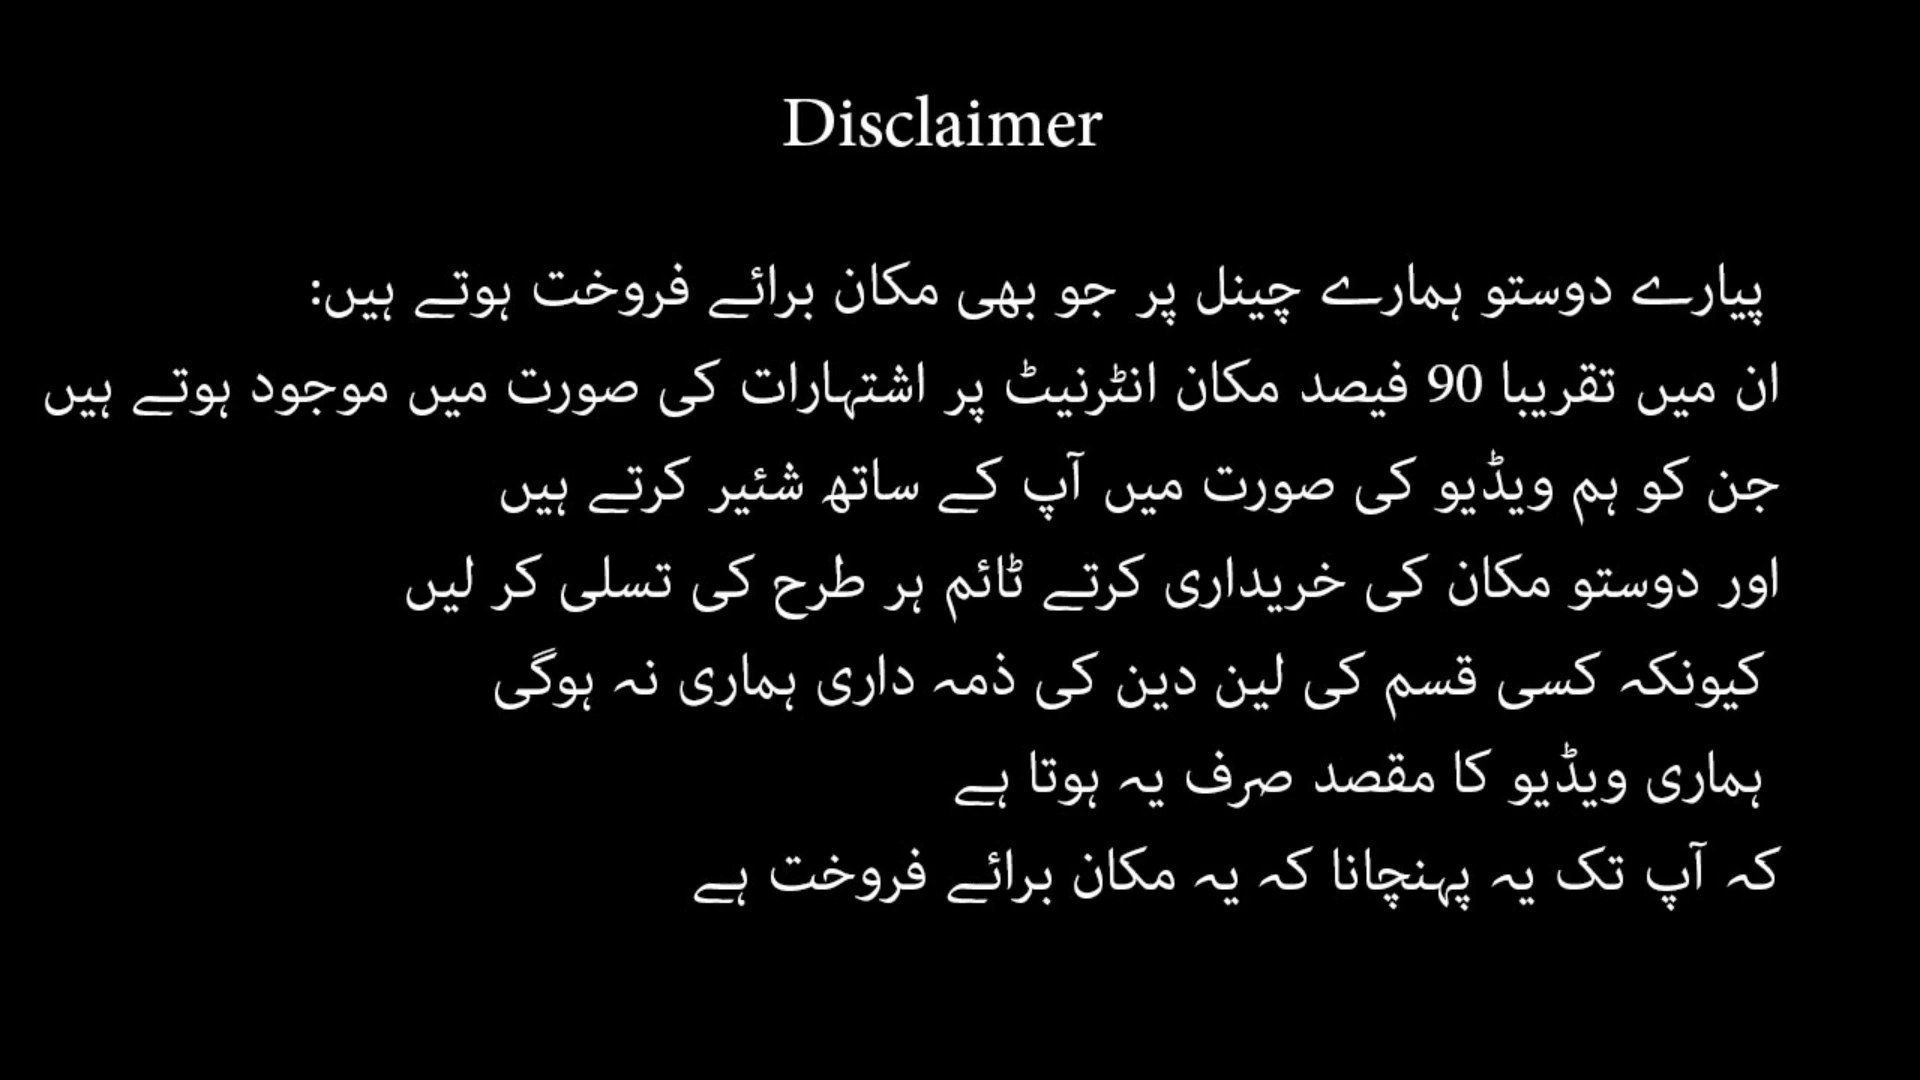 Disclaimer
پیارے دوستو ہمارے چینل پر جو بھی مکان برائے فروخت ہوتے ہیں:
ان میں تقریبا 90 فیصد مکان انٹرنیٹ پر اشتہارات کی صورت میں موجود ہوتے ہیں
جن کو ہم ویڈیو کی صورت میں آپ کے ساتھ شئیر کرتے ہیں
اور دوستو مکان کی خریداری کرتے ٹائم ہر طرح کی تسلی کر لیں
کیونکہ کسی قسم کی لین دین کی ذمہ داری ہماری نہ ہوگی
ہماری ویڈیو کا مقصد صرف یہ ہوتا ہے
کہ آپ تک یہ پہنچانا کہ یہ مکان برائے فروخت ہے